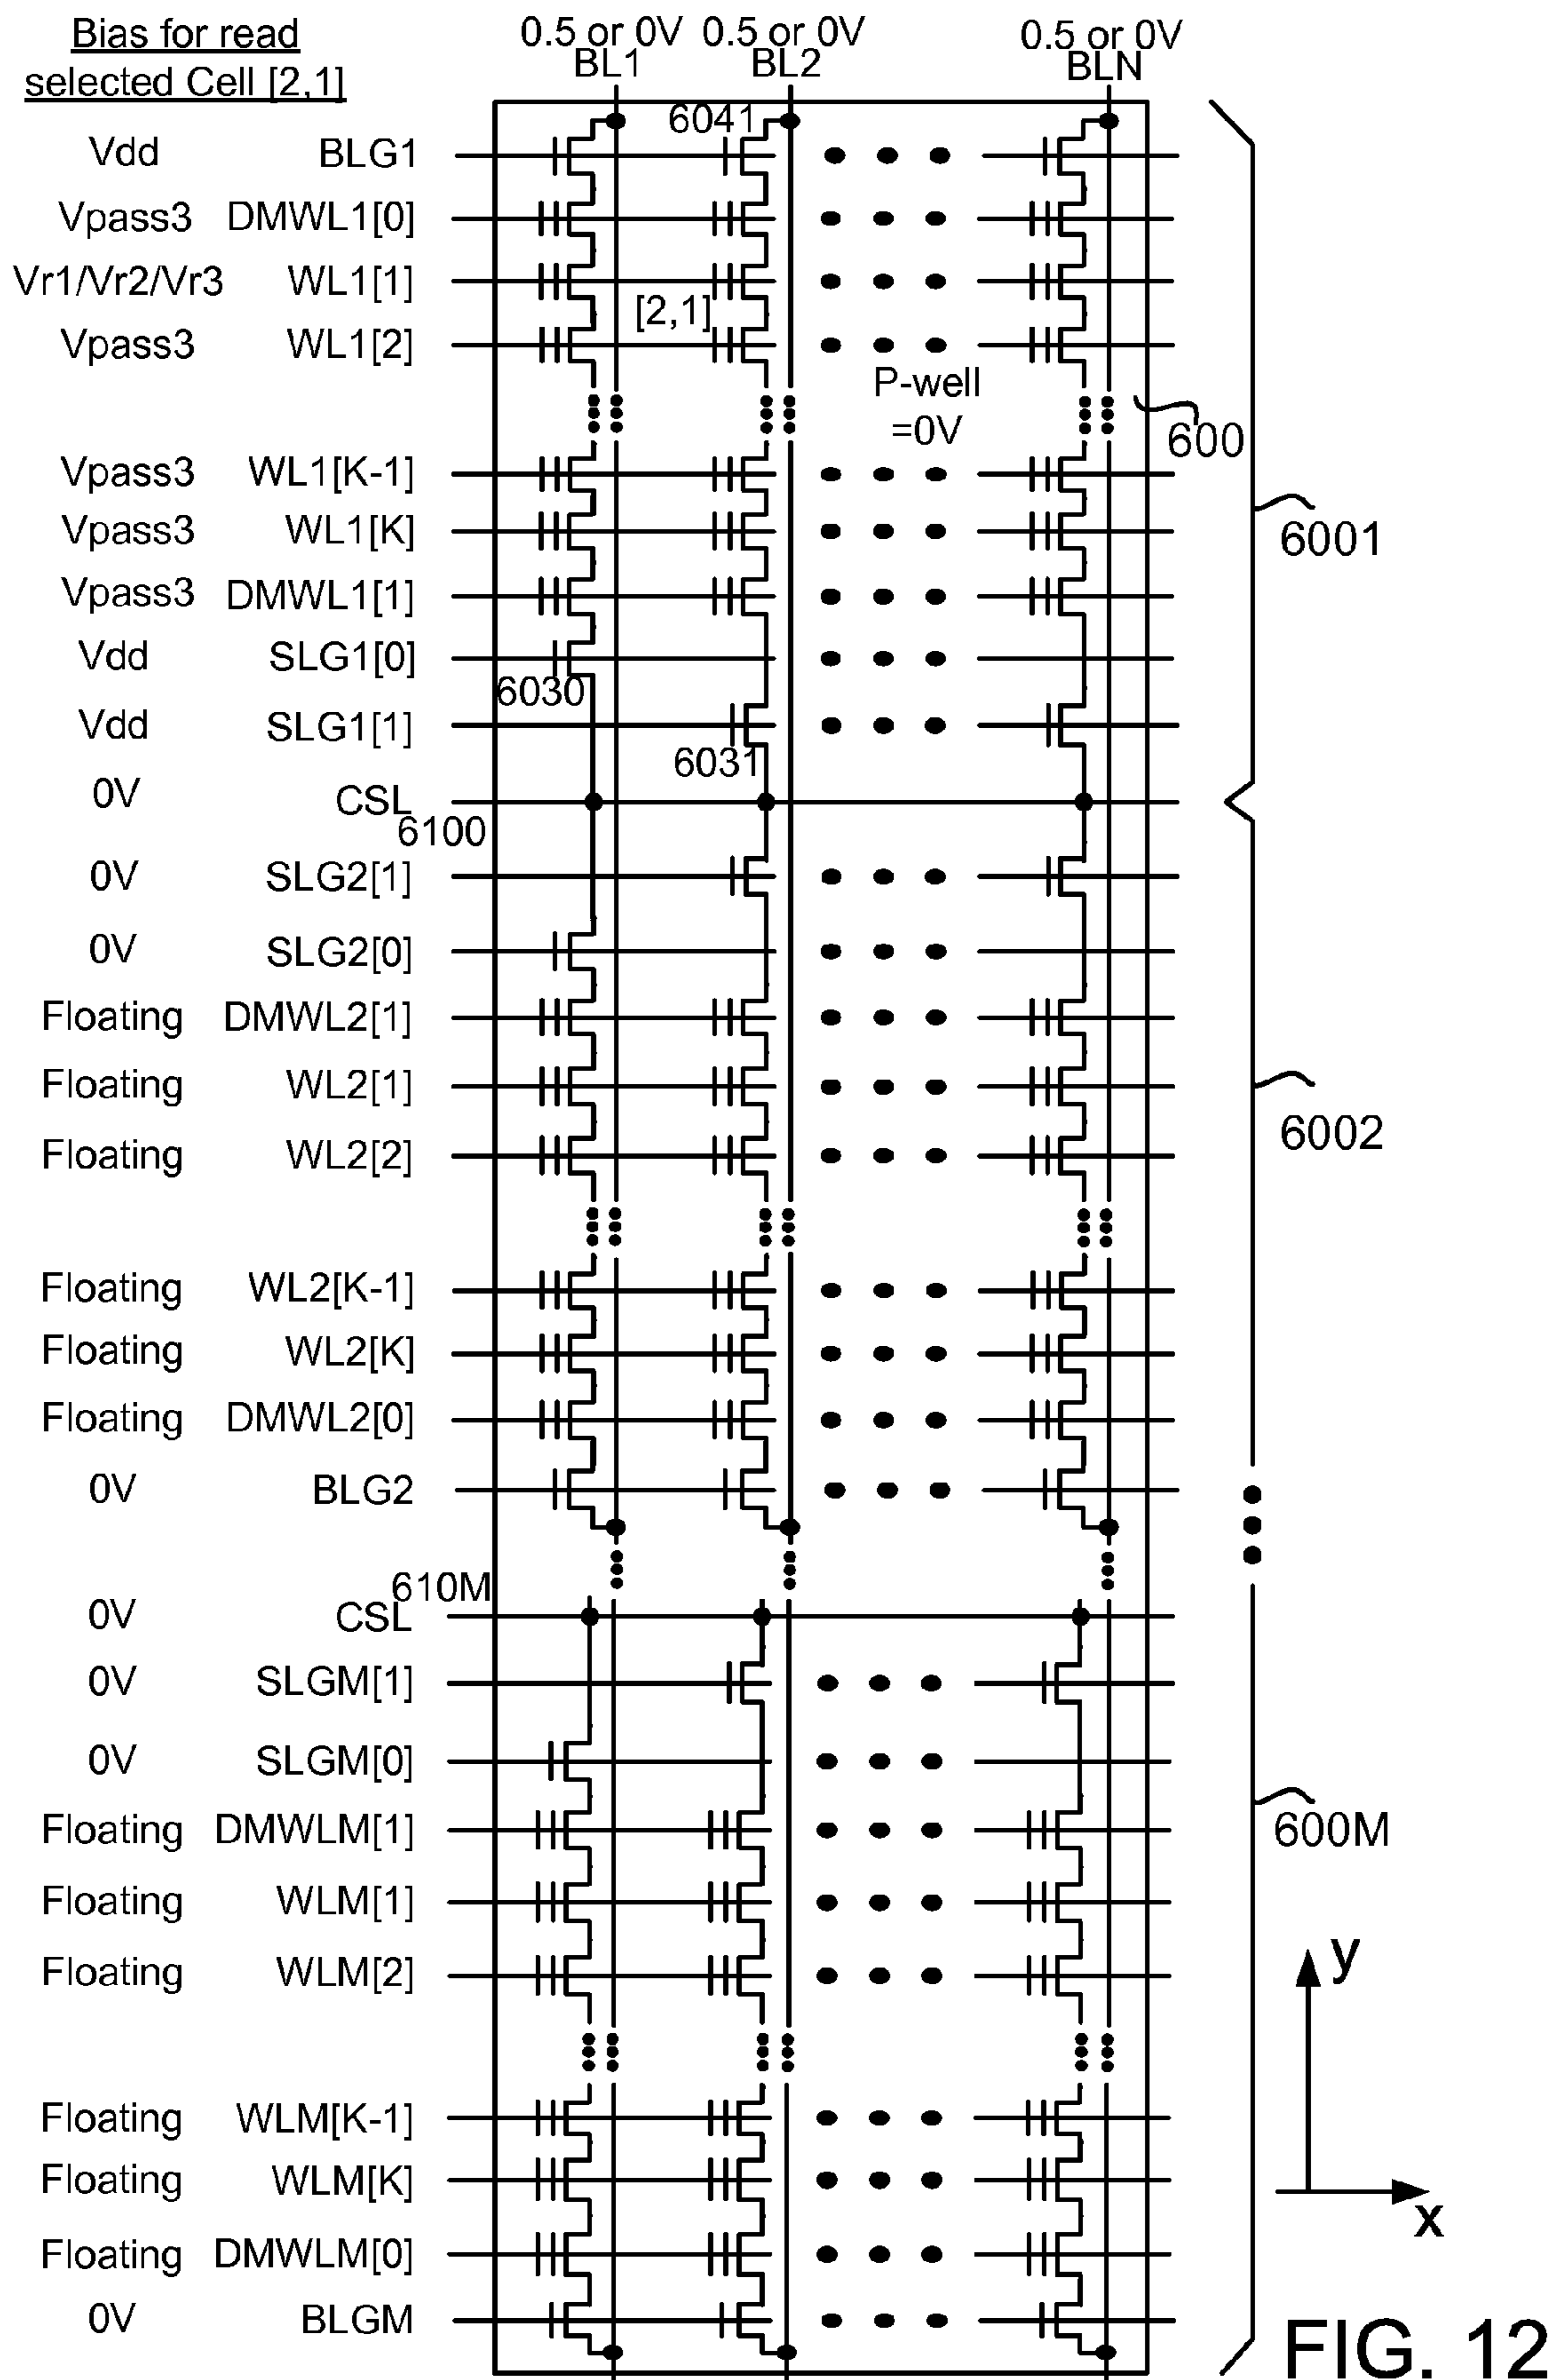 Bias for read
selected Cell [2,1]
0.5 or 0V 0.5 or 0V 0.5 or 0V
BL1 BL2 BLN
6041
Vdd BLG1
Vpass3 DMWL1[0]
Vr1/Vr2/Vr3 WL1[1]
[2,1]
Vpass3 WL1[2]
P-well
=0V
600
Vpass3 WL1[K-1]
Vpass3 WL1[K]
6001
Vpass3 DMWL1[1]
Vdd SLG1[0]
6030
Vdd SLG1[1]
6031
0V CSL
6100
0V SLG2[1]
0V SLG2[0]
Floating DMWL2[1]
Floating WL2[1]
6002
Floating WL2[2]
Floating WL2[K-1]
Floating WL2[K]
Floating DMWL2[0]
0V BLG2
610M
0V CSL
0V SLGM[1]
0V SLGM[0]
Floating DMWLM[1]
600M
Floating WLM[1]
Floating WLM[2]
y
Floating WLM[K-1]
Floating WLM[K]
x
Floating DMWLM[0]
0V BLGM
FIG. 12